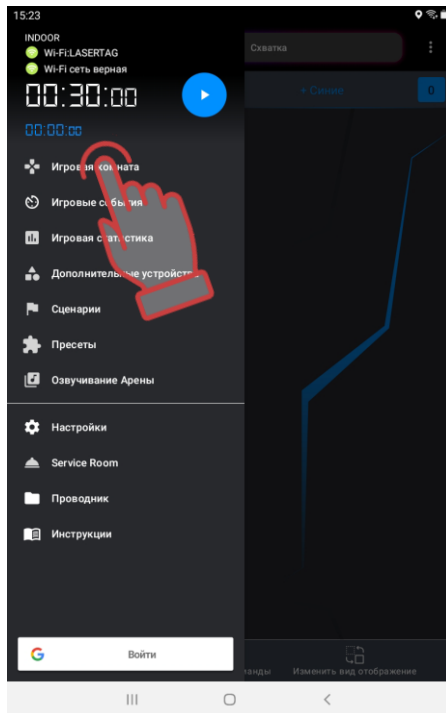 15:23
INDOOR
Wi-Fi:LASERTAG
Wi-Fi сеть верная
00:30:00
00:00:00
Игровая комната
Игровые события
Игровая статистика
Дополнительные устройства
Сценарии
Пресеты
Озвучивание Арены
Настройки
Service Room
Проводник
Инструкции
G Войти
Схватка
+ Синие 0
Изменить вид отображение